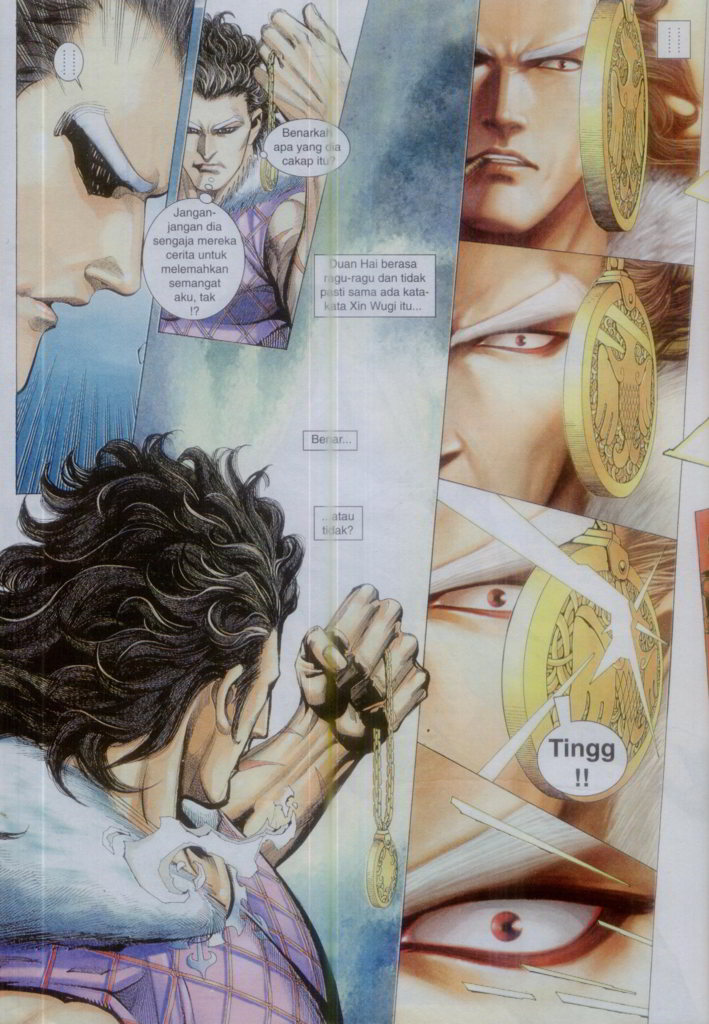 Benarkah
apa yang dia
cakap itu?
Jangan-
jangan dia
sengaja mereka
cerita untuk
melemahkan
semangat
aku, tak
!?
Duan Hai berasa
ragu-ragu dan tidak
pasti sama ada kata-
kata Xin Wugi itu...
Benar...
...atau
tidak?
Tingg
!!